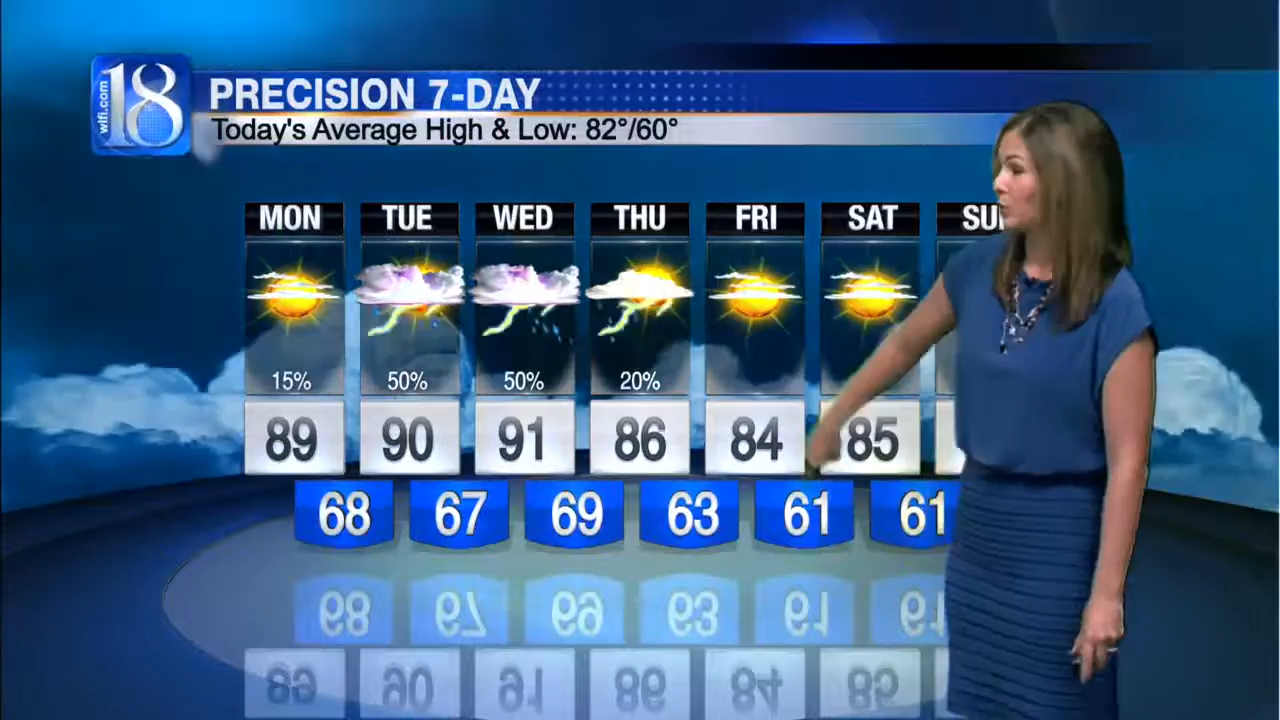 wlfi.com
18
PRECISION 7-DAY
Today's Average High & Low: 82°/60°
MON TUE WED THU FRI SAT
15% 50% 50% 20%
89 90 91 86 84 85
68 67 69 63 61 61